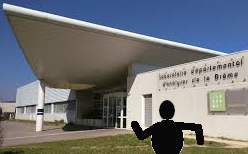 Laboratoire départemental
d'analyses de la Drôme